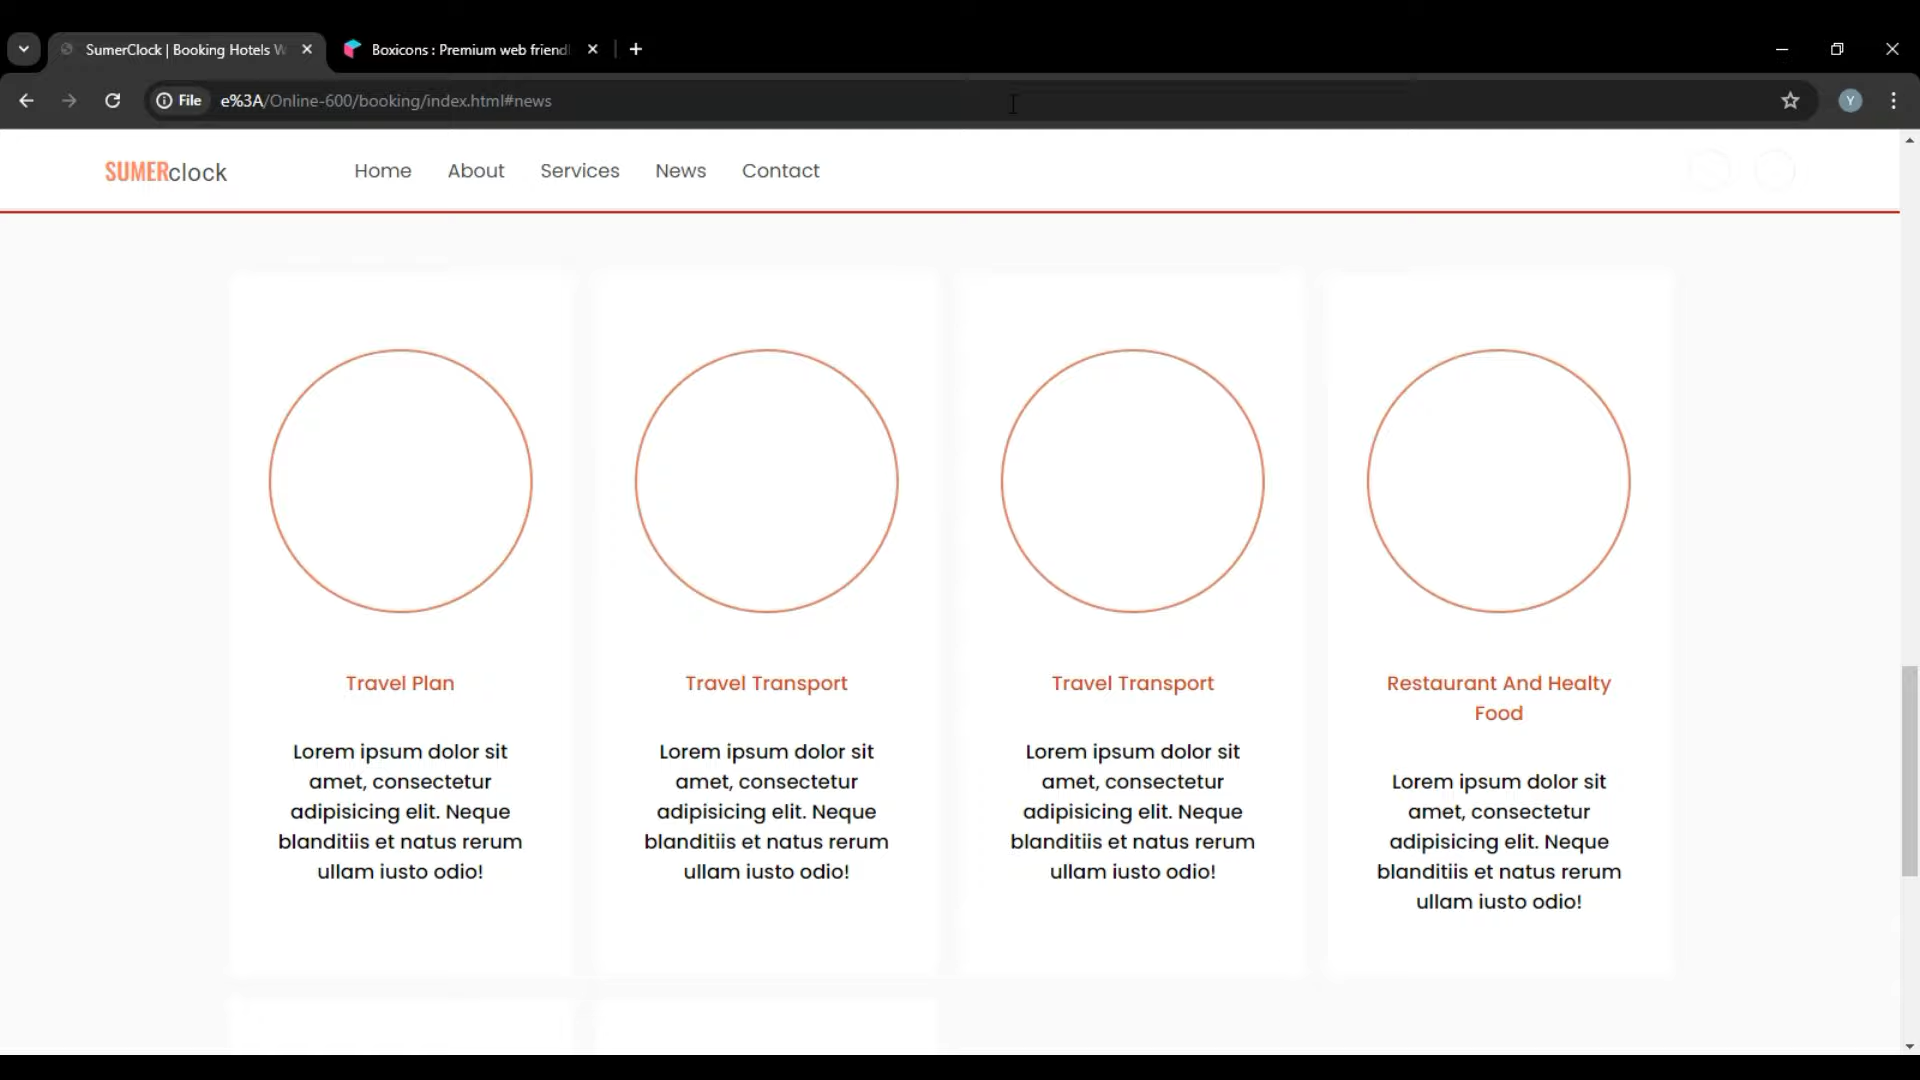 SumerClock | Booking Hotels W
Boxicons : Premium web friend
File
e%3A/Online-600/booking/index.html#news
Y
SUMERclock
Home
About
Services
News
Contact
Travel Plan
Lorem ipsum dolor sit
amet, consectetur
adipisicing elit. Neque
blanditiis et natus rerum
ullam iusto odio!
Travel Transport
Lorem ipsum dolor sit
amet, consectetur
adipisicing elit. Neque
blanditiis et natus rerum
ullam iusto odio!
Travel Transport
Lorem ipsum dolor sit
amet, consectetur
adipisicing elit. Neque
blanditiis et natus rerum
ullam iusto odio!
Restaurant And Healty
Food
Lorem ipsum dolor sit
amet, consectetur
adipisicing elit. Neque
blanditiis et natus rerum
ullam iusto odio!